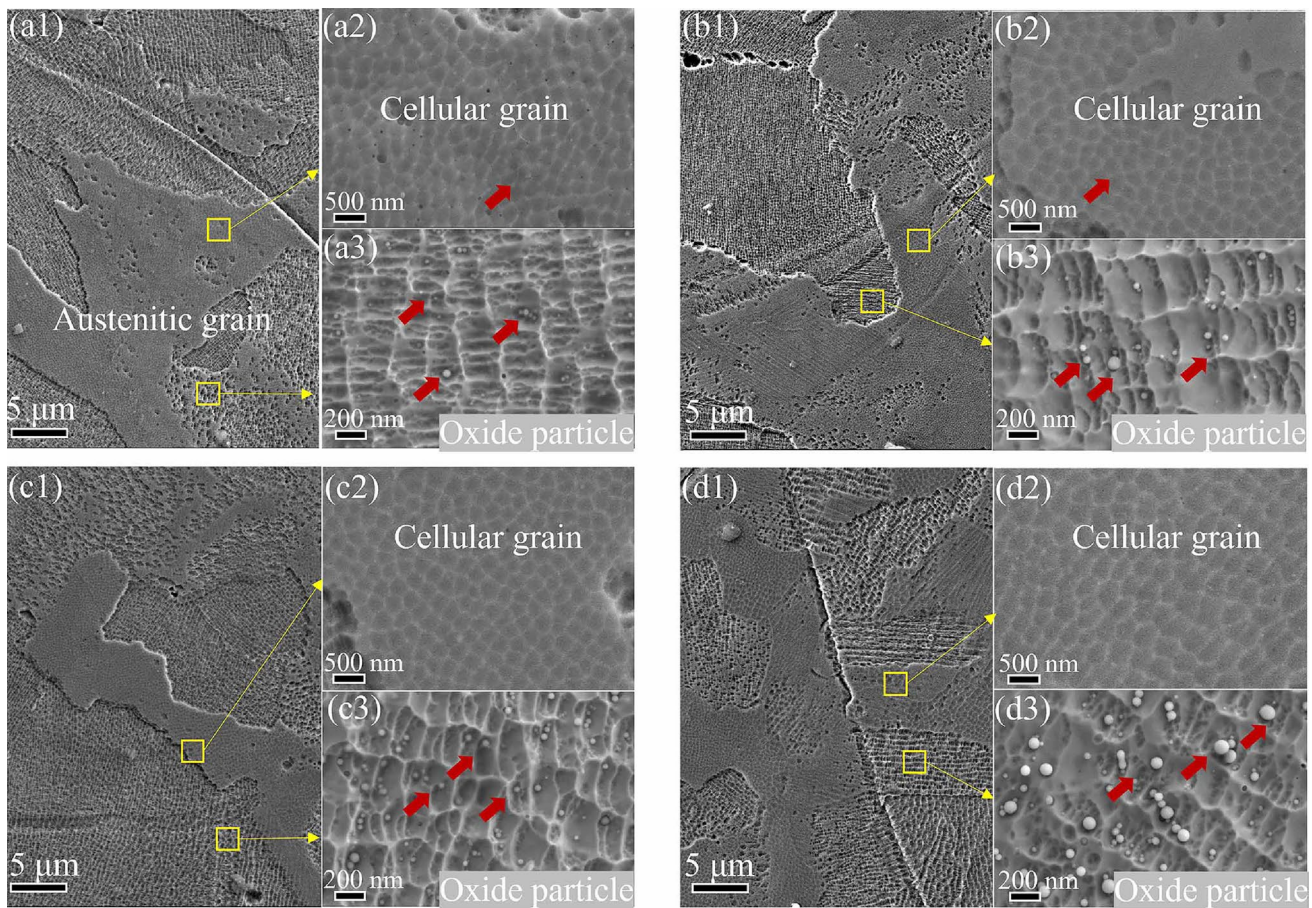 (a1)
(a2)
Cellular grain
500 nm
(a3)
Austenitic grain
5 μm
200 nm
Oxide particle
(b1)
(b2)
Cellular grain
500 nm
(b3)
5 μm
200 nm
Oxide particle
(c1)
(c2)
Cellular grain
500 nm
(c3)
5 μm
200 nm
Oxide particle
(d1)
(d2)
Cellular grain
500 nm
(d3)
5 μm
200 nm
Oxide particle